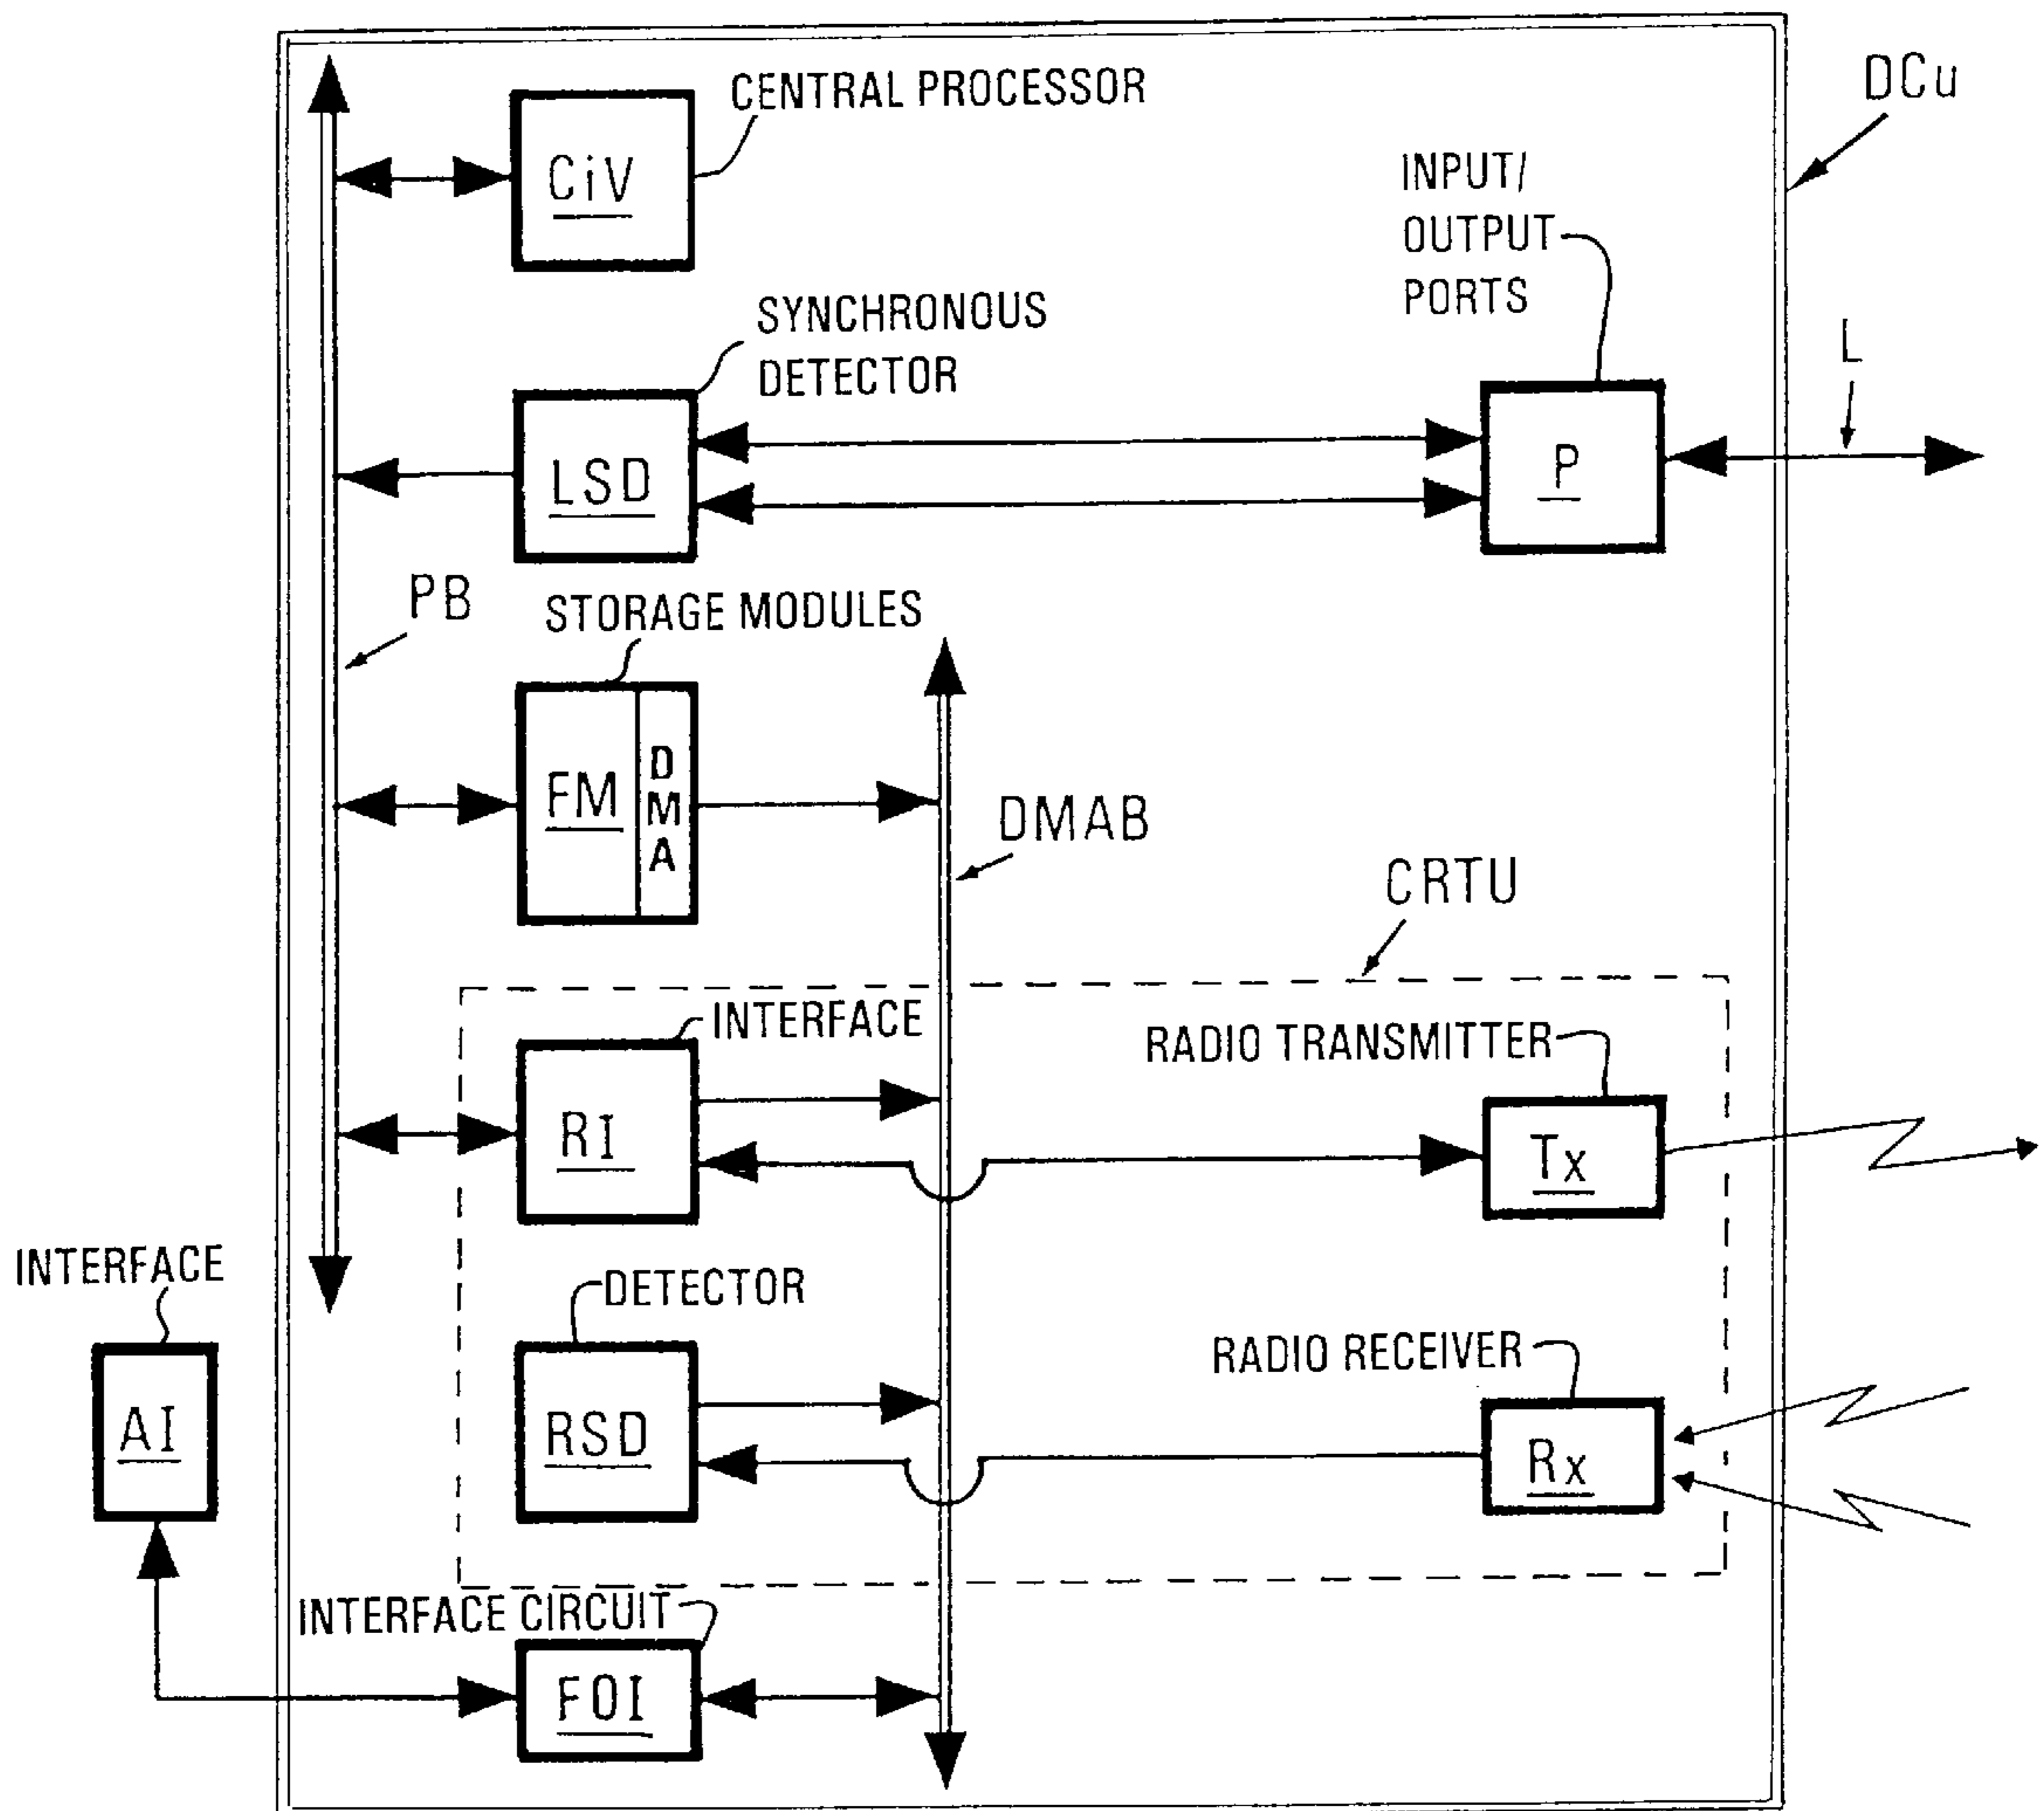 CENTRAL PROCESSOR
DCu
CiV
INPUT/
OUTPUT
PORTS
SYNCHRONOUS
DETECTOR
L
LSD
P
PB
STORAGE MODULES
FM
DMA
DMAB
CRTU
INTERFACE
RADIO TRANSMITTER
RI
Tx
INTERFACE
DETECTOR
RADIO RECEIVER
AI
RSD
Rx
INTERFACE CIRCUIT
FOI